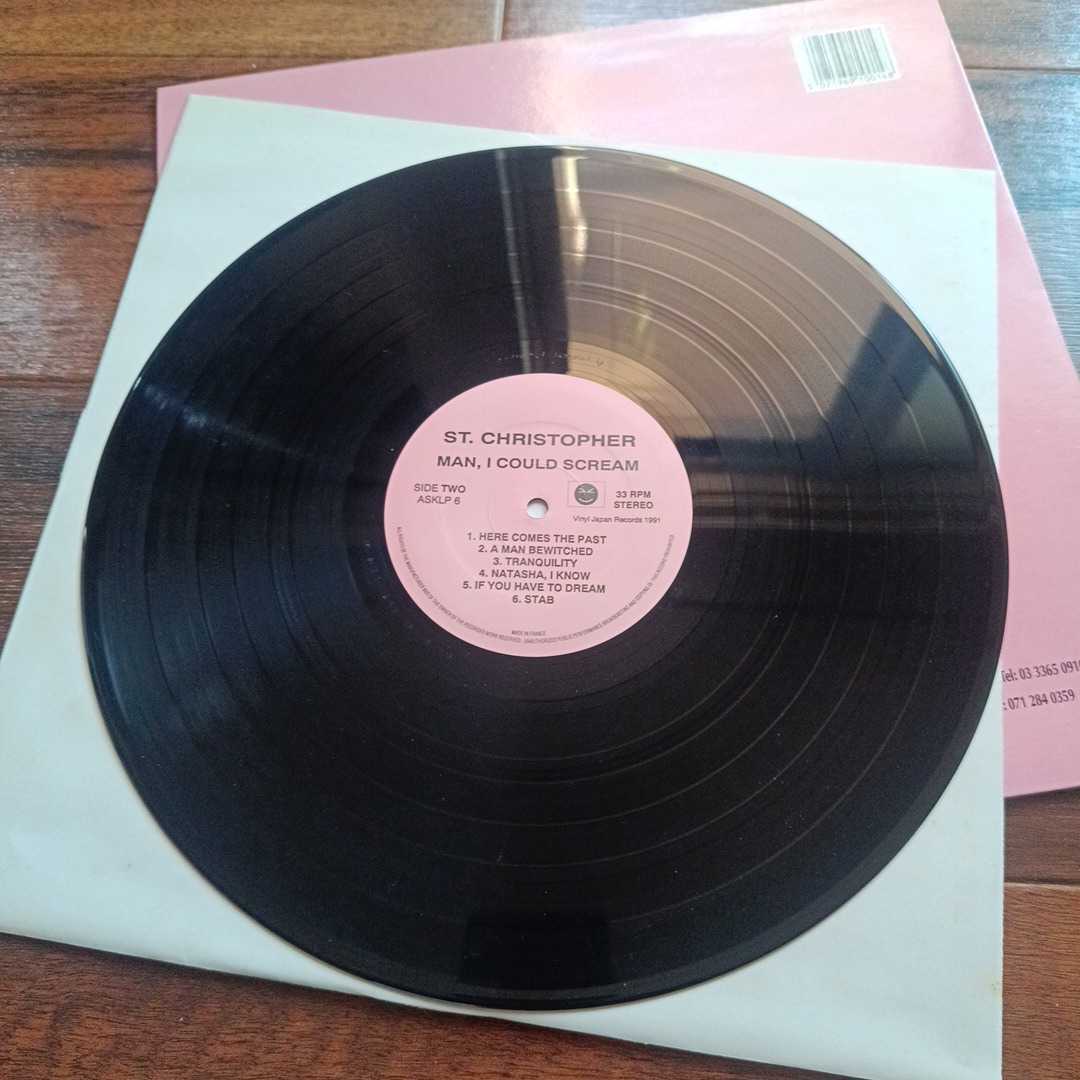 ST. CHRISTOPHER
MAN, I COULD SCREAM
SIDE TWO
ASKLP 6
33 RPM
STEREO
Vinyl Japan Records 1991
1. HERE COMES THE PAST
2. A MAN BEWITCHED
3. TRANQUILITY
4. NATASHA, I KNOW
5. IF YOU HAVE TO DREAM
6. STAB
MADE IN FRANCE
Tel: 03 3365 091
: 071 284 0359